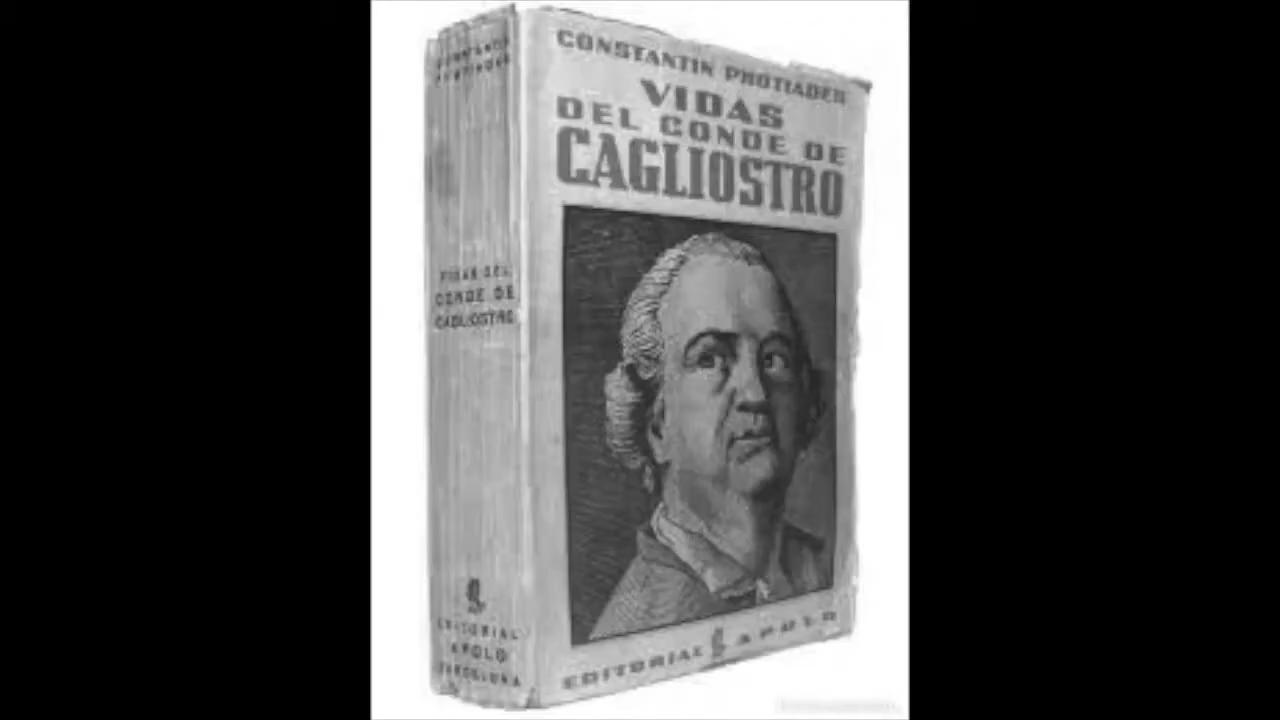 CONSTANTIN PHOTIADES
VIDAS
DEL CONDE DE
CAGLIOSTRO
EDITORIAL APOLO
VIDAS DEL
CONDE DE
CAGLIOSTRO
EDITORIAL
APOLO
BARCELONA